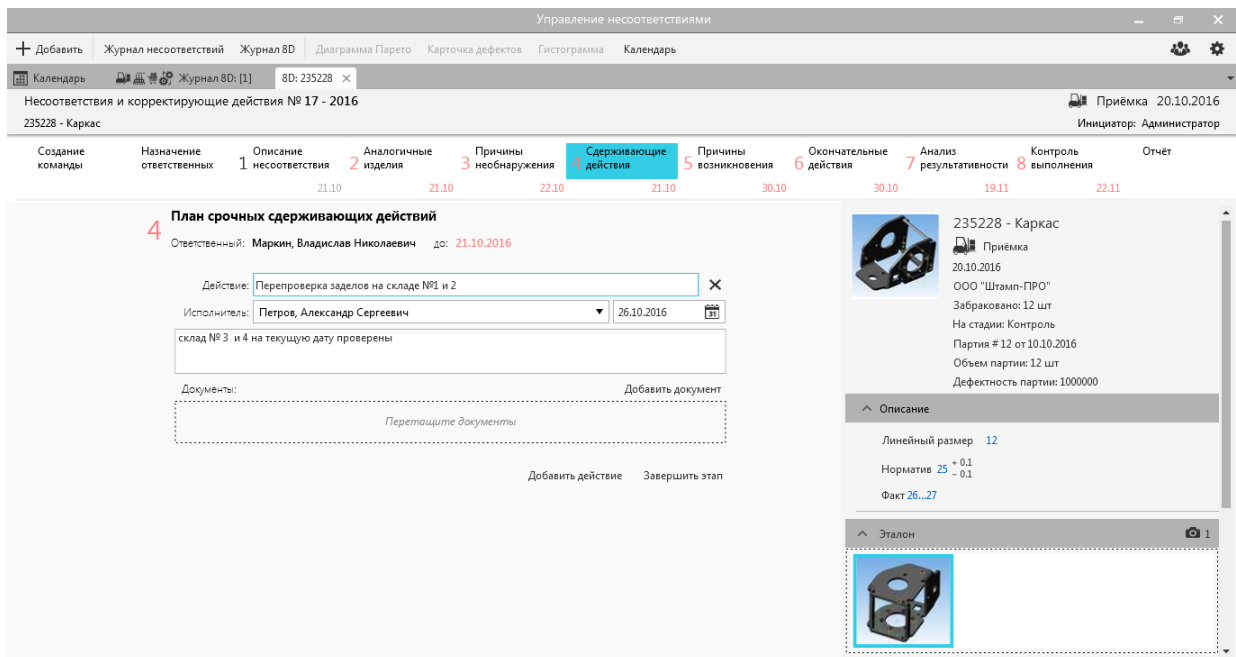 Управление несоответствиями
Добавить Журнал несоответствий Журнал 8D Диаграмма Парето Карточка дефектов Гистограмма Календарь
Календарь Журнал 8D: [1] 8D: 235228
Несоответствия и корректирующие действия № 17 - 2016 Приёмка 20.10.2016
235228 - Каркас Инициатор: Администратор
Создание команды
Назначение ответственных
1 Описание несоответствия 21.10
2 Аналогичные изделия 21.10
3 Причины необнаружения 22.10
4 Сдерживающие действия 21.10
5 Причины возникновения 30.10
6 Окончательные действия 30.10
7 Анализ результативности 19.11
8 Контроль выполнения 22.11
Отчёт
4 План срочных сдерживающих действий
Ответственный: Маркин, Владислав Николаевич до: 21.10.2016
Действие: Перепроверка заделов на складе №1 и 2
Исполнитель: Петров, Александр Сергеевич 26.10.2016 31
склад № 3 и 4 на текущую дату проверены
Документы: Добавить документ
Перетащите документы
Добавить действие Завершить этап
235228 - Каркас
Приёмка
20.10.2016
ООО "Штамп-ПРО"
Забраковано: 12 шт
На стадии: Контроль
Партия # 12 от 10.10.2016
Объем партии: 12 шт
Дефектность партии: 1000000
Описание
Линейный размер 12
Норматив 25 + 0.1 − 0.1
Факт 26...27
Эталон 1